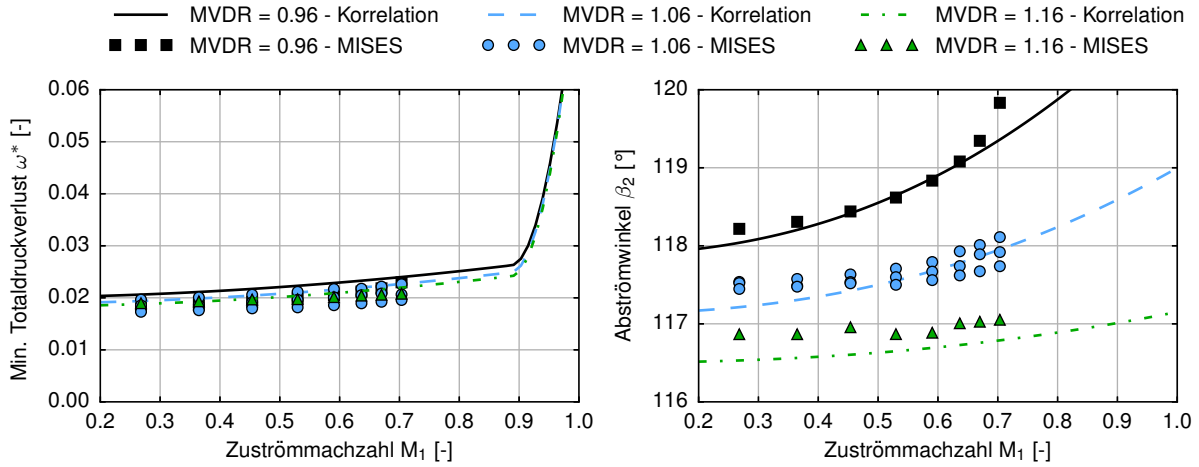 MVDR = 0.96 - Korrelation MVDR = 1.06 - Korrelation MVDR = 1.16 - Korrelation
MVDR = 0.96 - MISES MVDR = 1.06 - MISES MVDR = 1.16 - MISES
Min. Totaldruckverlust ω* [-]
0.06
0.05
0.04
0.03
0.02
0.01
0.00
0.2 0.3 0.4 0.5 0.6 0.7 0.8 0.9 1.0
Zuströmmachzahl M₁ [-]
Abströmwinkel β₂ [°]
120
119
118
117
116
0.2 0.3 0.4 0.5 0.6 0.7 0.8 0.9 1.0
Zuströmmachzahl M₁ [-]